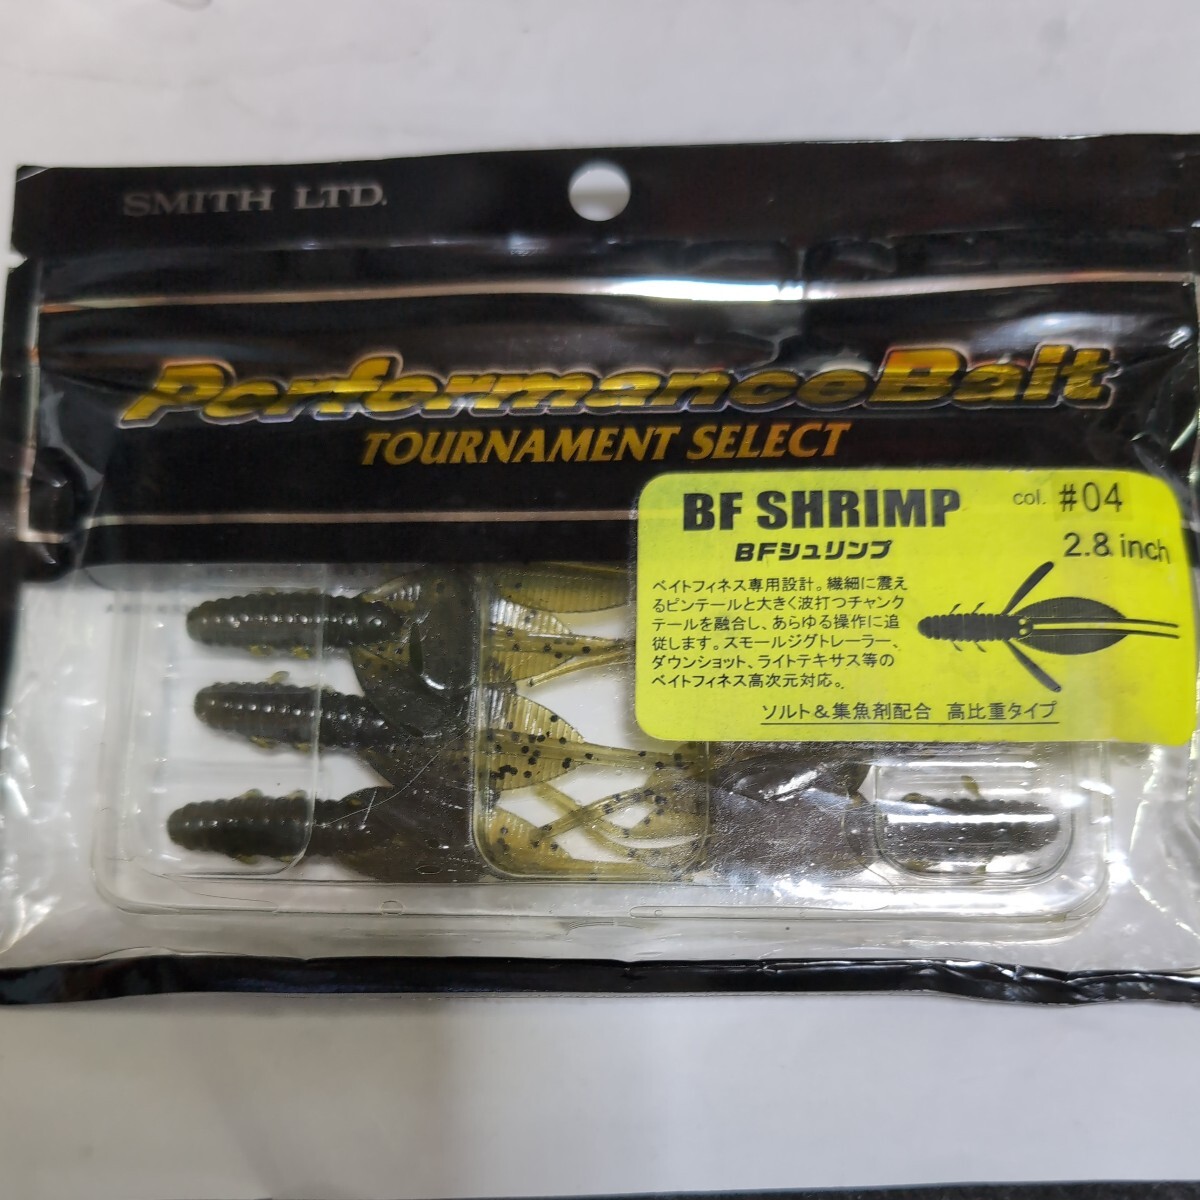 SMITH LTD.
PerformanceBait
TOURNAMENT SELECT
BF SHRIMP col. #04
BFシュリンプ 2.8 inch
ベイトフィネス専用設計。繊細に震え
るピンテールと大きく波打つチャンク
テールを融合し、あらゆる操作に追
従します。スモールジグトレーラー、
ダウンショット、ライトテキサス等の
ベイトフィネス高次元対応。
ソルト＆集魚剤配合 高比重タイプ